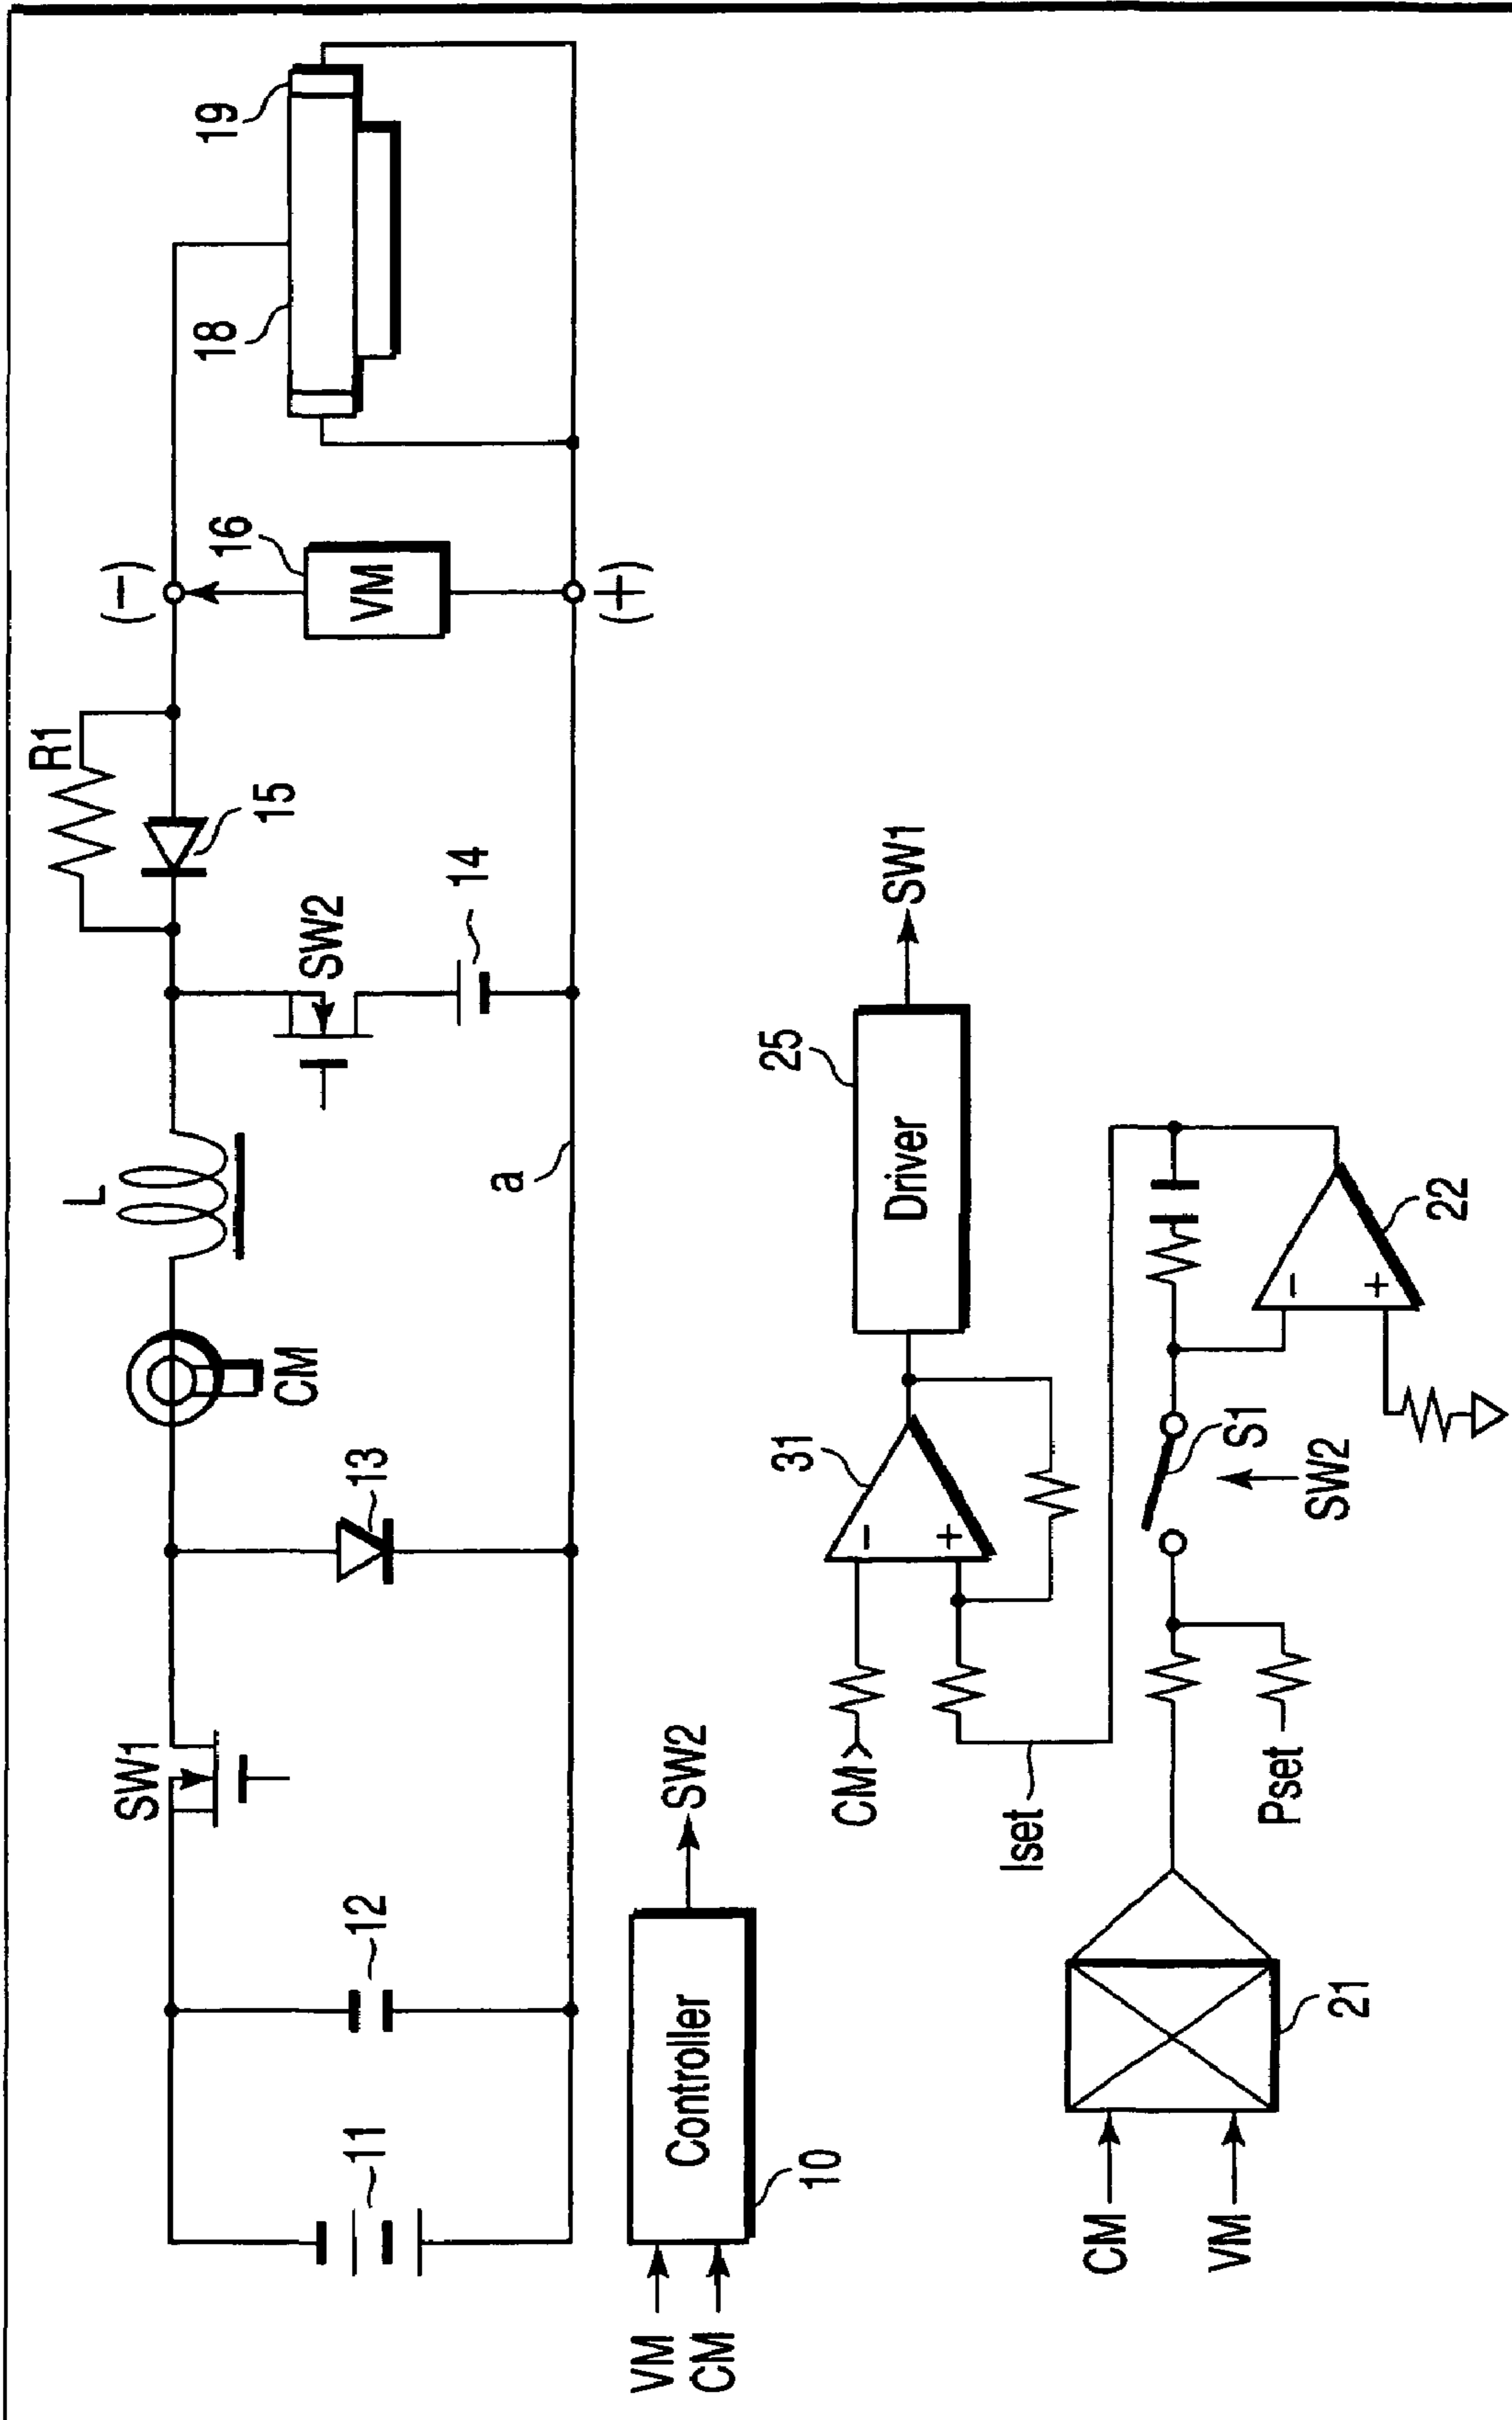 R1
19
L
(-)
15
16
18
CM
SW1
VM
SW2
13
14
12
11
a
(+)
VM
CM
Controller
10
SW2
31
-
+
CM
Driver
25
SW1
Iset
CM
VM
21
Pset
S1
SW2
-
+
22